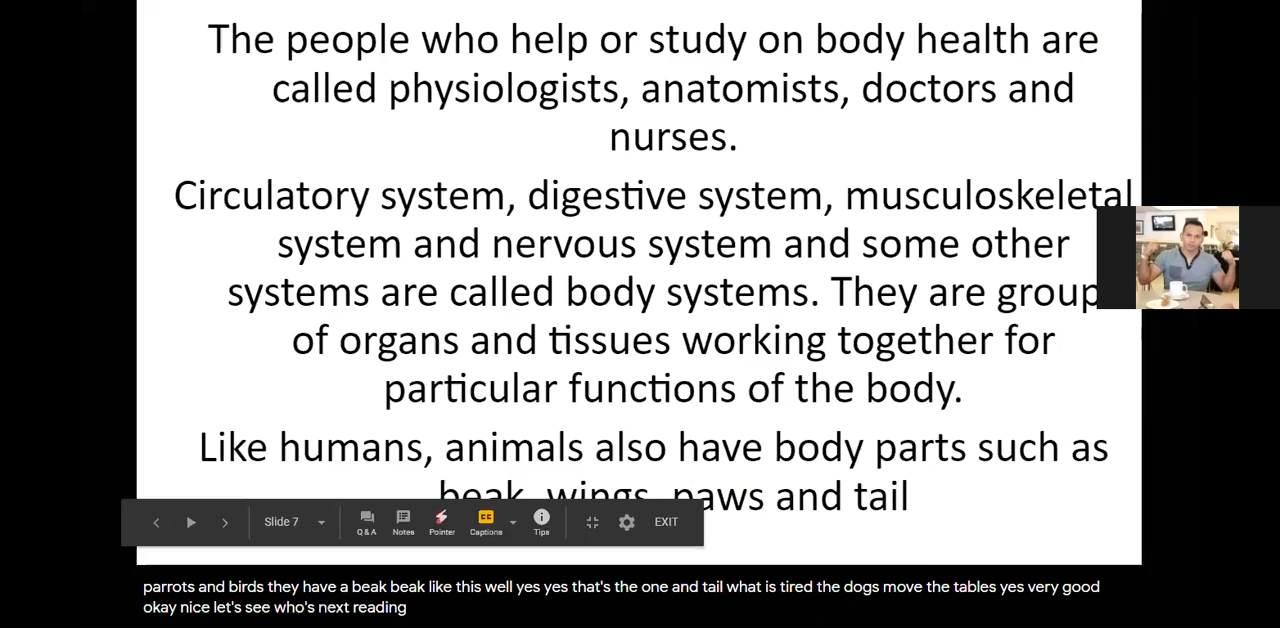 The people who help or study on body health are
called physiologists, anatomists, doctors and
nurses.
Circulatory system, digestive system, musculoskeletal
system and nervous system and some other
systems are called body systems. They are group
of organs and tissues working together for
particular functions of the body.
Like humans, animals also have body parts such as
beak, wings, paws and tail
Slide 7
Q & A
Notes
Pointer
CC
Captions
Tips
EXIT
parrots and birds they have a beak beak like this well yes yes that's the one and tail what is tired the dogs move the tables yes very good
okay nice let's see who's next reading